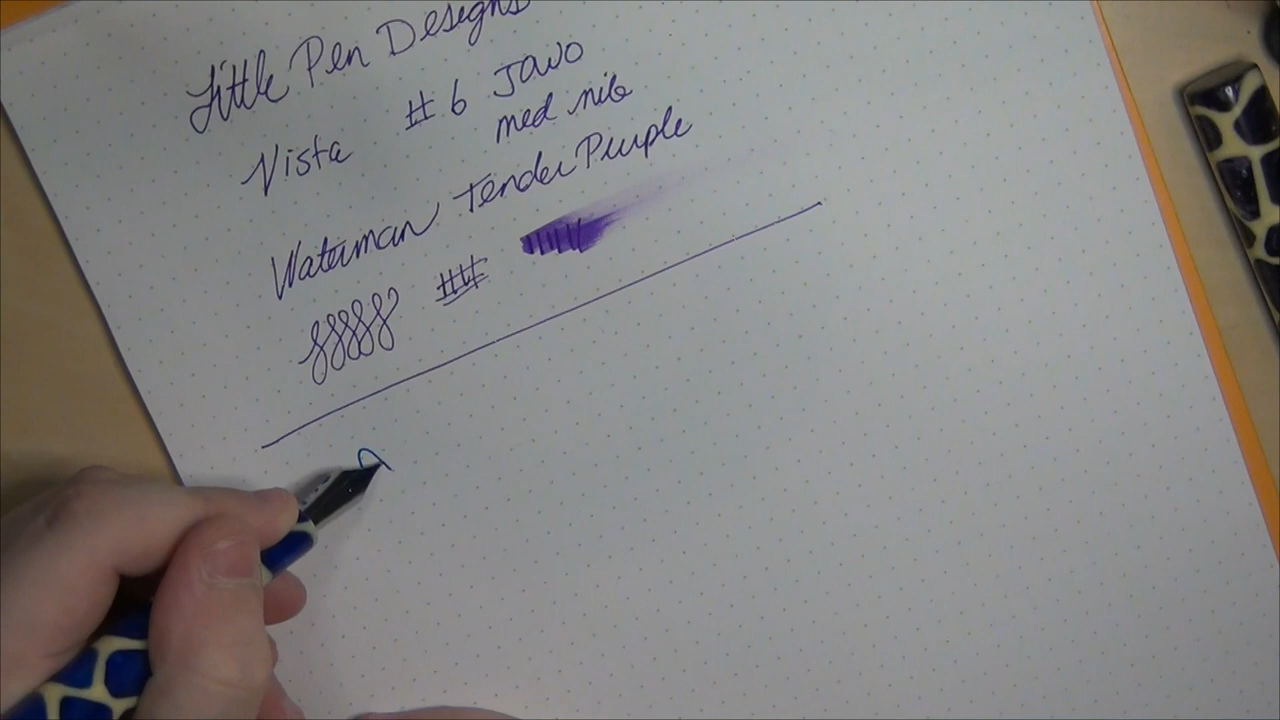 Little Pen Designs
Vista # 6 JOWO
med nib
Waterman Tender Purple